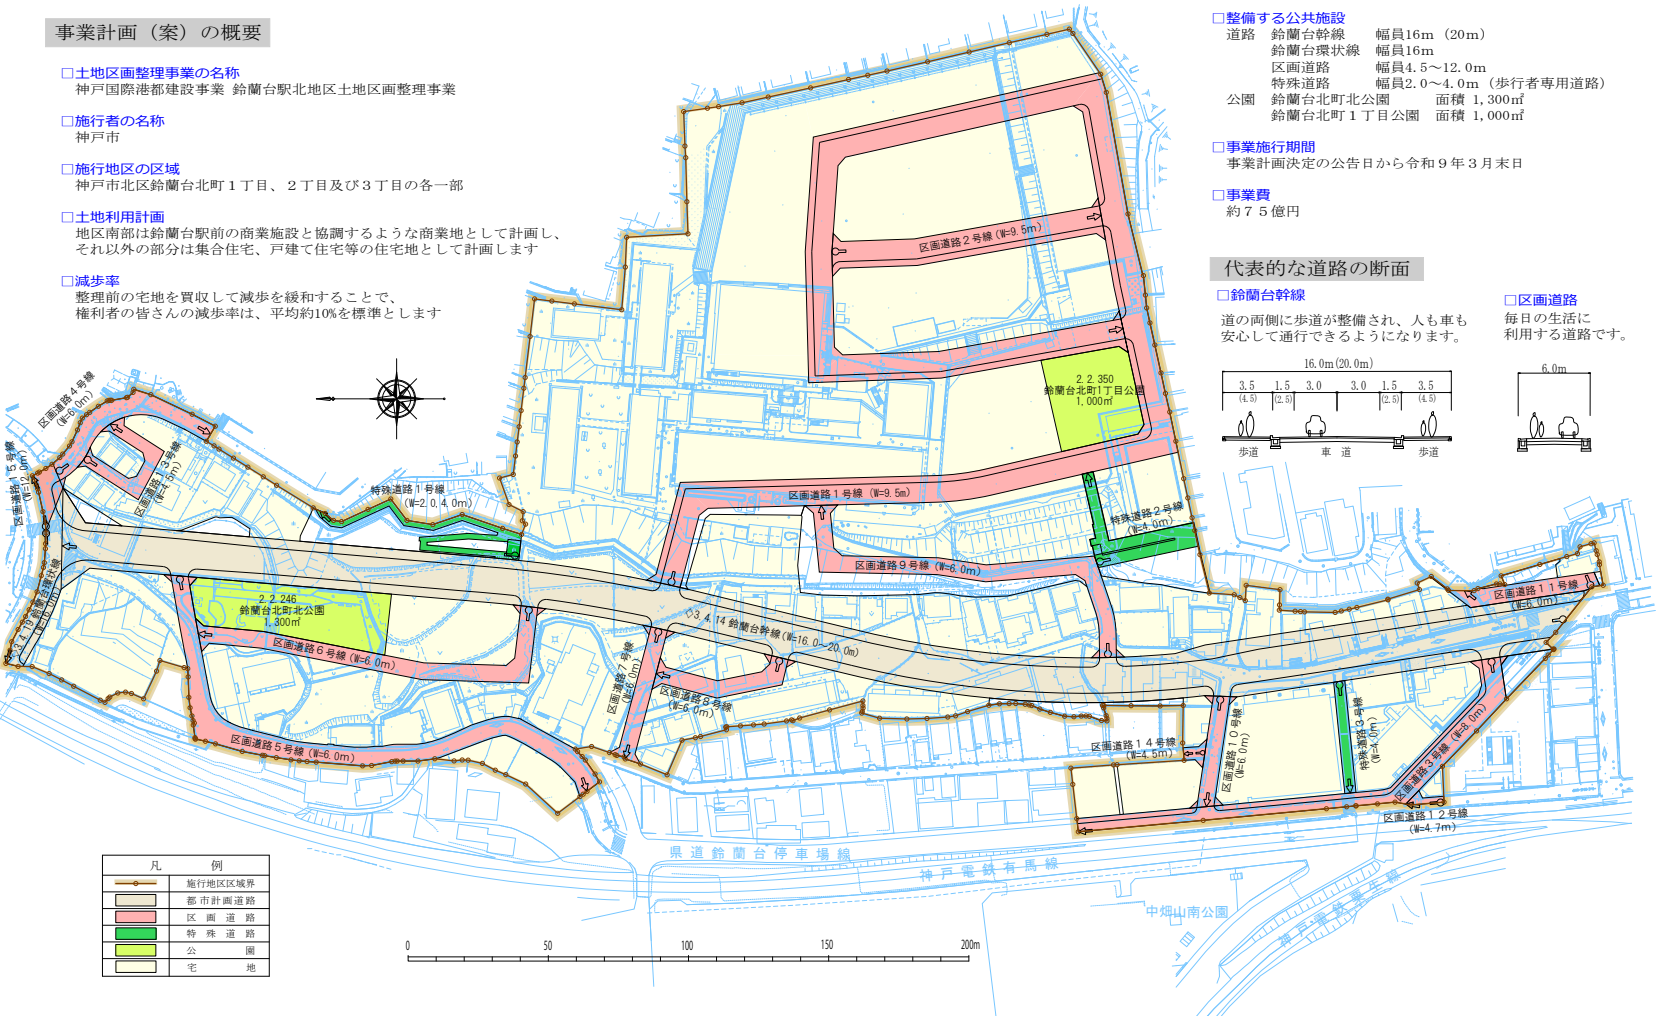 事業計画（案）の概要
□土地区画整理事業の名称
神戸国際港都建設事業 鈴蘭台駅北地区土地区画整理事業
□施行者の名称
神戸市
□施行地区の区域
神戸市北区鈴蘭台北町１丁目、２丁目及び３丁目の各一部
□土地利用計画
地区南部は鈴蘭台駅前の商業施設と協調するような商業地として計画し、
それ以外の部分は集合住宅、戸建て住宅等の住宅地として計画します
□減歩率
整理前の宅地を買収して減歩を緩和することで、
権利者の皆さんの減歩率は、平均約10%を標準とします
□整備する公共施設
道路 鈴蘭台幹線 幅員16m（20m）
鈴蘭台環状線 幅員16m
区画道路 幅員4.5～12.0m
特殊道路 幅員2.0～4.0m（歩行者専用道路）
公園 鈴蘭台北町北公園 面積 1,300㎡
鈴蘭台北町１丁目公園 面積 1,000㎡
□事業施行期間
事業計画決定の公告日から令和９年３月末日
□事業費
約７５億円
代表的な道路の断面
□鈴蘭台幹線
道の両側に歩道が整備され、人も車も
安心して通行できるようになります。
16.0m(20.0m)
3.5 1.5 3.0 3.0 1.5 3.5
(4.5) (2.5) (2.5) (4.5)
歩道 車 道 歩道
□区画道路
毎日の生活に
利用する道路です。
6.0m
区画道路２号線(W=9.5m)
2.2.350
鈴蘭台北町1丁目公園
1,000㎡
区画道路４号線
(W=6.0m)
区画道路１５号線
(W=12.0m)
区画道路１３号線
(W=4.5m)
特殊道路１号線
(W=2.0,4.0m)
区画道路１号線(W=9.5m)
特殊道路２号線
(W=4.0m)
区画道路９号線(W=6.0m)
3.4.19鈴蘭台環状線
(W=16.0m)
2.2.246
鈴蘭台北町北公園
1,300㎡
◇3.4.14 鈴蘭台幹線(W=16.0～20.0m)
区画道路１１号線
(W=6.0m)
区画道路６号線(W=6.0m)
区画道路７号線
(W=6.0m)
区画道路８号線
(W=6.0m)
区画道路５号線(W=6.0m)
区画道路１４号線
(W=4.5m)
区画道路１０号線
(W=6.0m)
特殊道路３号線
(W=4.0m)
区画道路３号線(W=8.0m)
区画道路１２号線
(W=4.7m)
県道鈴蘭台停車場線
神戸電鉄有馬線
中畑山南公園
神戸電鉄粟生線
凡 例
施行地区区域界
都市計画道路
区画道路
特殊道路
公園
宅地
0 50 100 150 200m